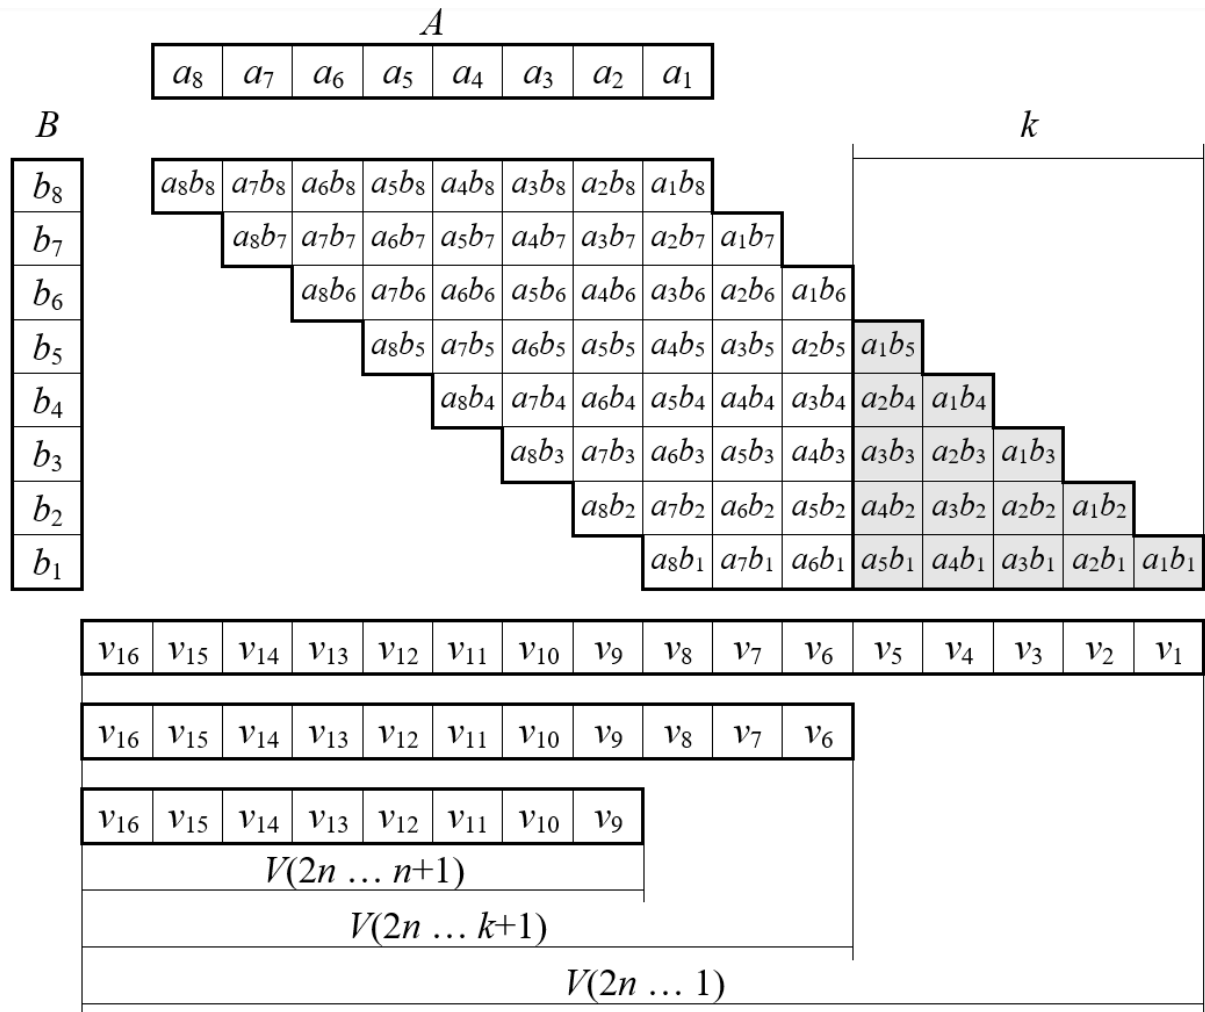 A
a₈ a₇ a₆ a₅ a₄ a₃ a₂ a₁
B k
b₈ a₈b₈ a₇b₈ a₆b₈ a₅b₈ a₄b₈ a₃b₈ a₂b₈ a₁b₈
b₇ a₈b₇ a₇b₇ a₆b₇ a₅b₇ a₄b₇ a₃b₇ a₂b₇ a₁b₇
b₆ a₈b₆ a₇b₆ a₆b₆ a₅b₆ a₄b₆ a₃b₆ a₂b₆ a₁b₆
b₅ a₈b₅ a₇b₅ a₆b₅ a₅b₅ a₄b₅ a₃b₅ a₂b₅ a₁b₅
b₄ a₈b₄ a₇b₄ a₆b₄ a₅b₄ a₄b₄ a₃b₄ a₂b₄ a₁b₄
b₃ a₈b₃ a₇b₃ a₆b₃ a₅b₃ a₄b₃ a₃b₃ a₂b₃ a₁b₃
b₂ a₈b₂ a₇b₂ a₆b₂ a₅b₂ a₄b₂ a₃b₂ a₂b₂ a₁b₂
b₁ a₈b₁ a₇b₁ a₆b₁ a₅b₁ a₄b₁ a₃b₁ a₂b₁ a₁b₁
v₁₆ v₁₅ v₁₄ v₁₃ v₁₂ v₁₁ v₁₀ v₉ v₈ v₇ v₆ v₅ v₄ v₃ v₂ v₁
v₁₆ v₁₅ v₁₄ v₁₃ v₁₂ v₁₁ v₁₀ v₉ v₈ v₇ v₆
v₁₆ v₁₅ v₁₄ v₁₃ v₁₂ v₁₁ v₁₀ v₉
V(2n … n+1)
V(2n … k+1)
V(2n … 1)